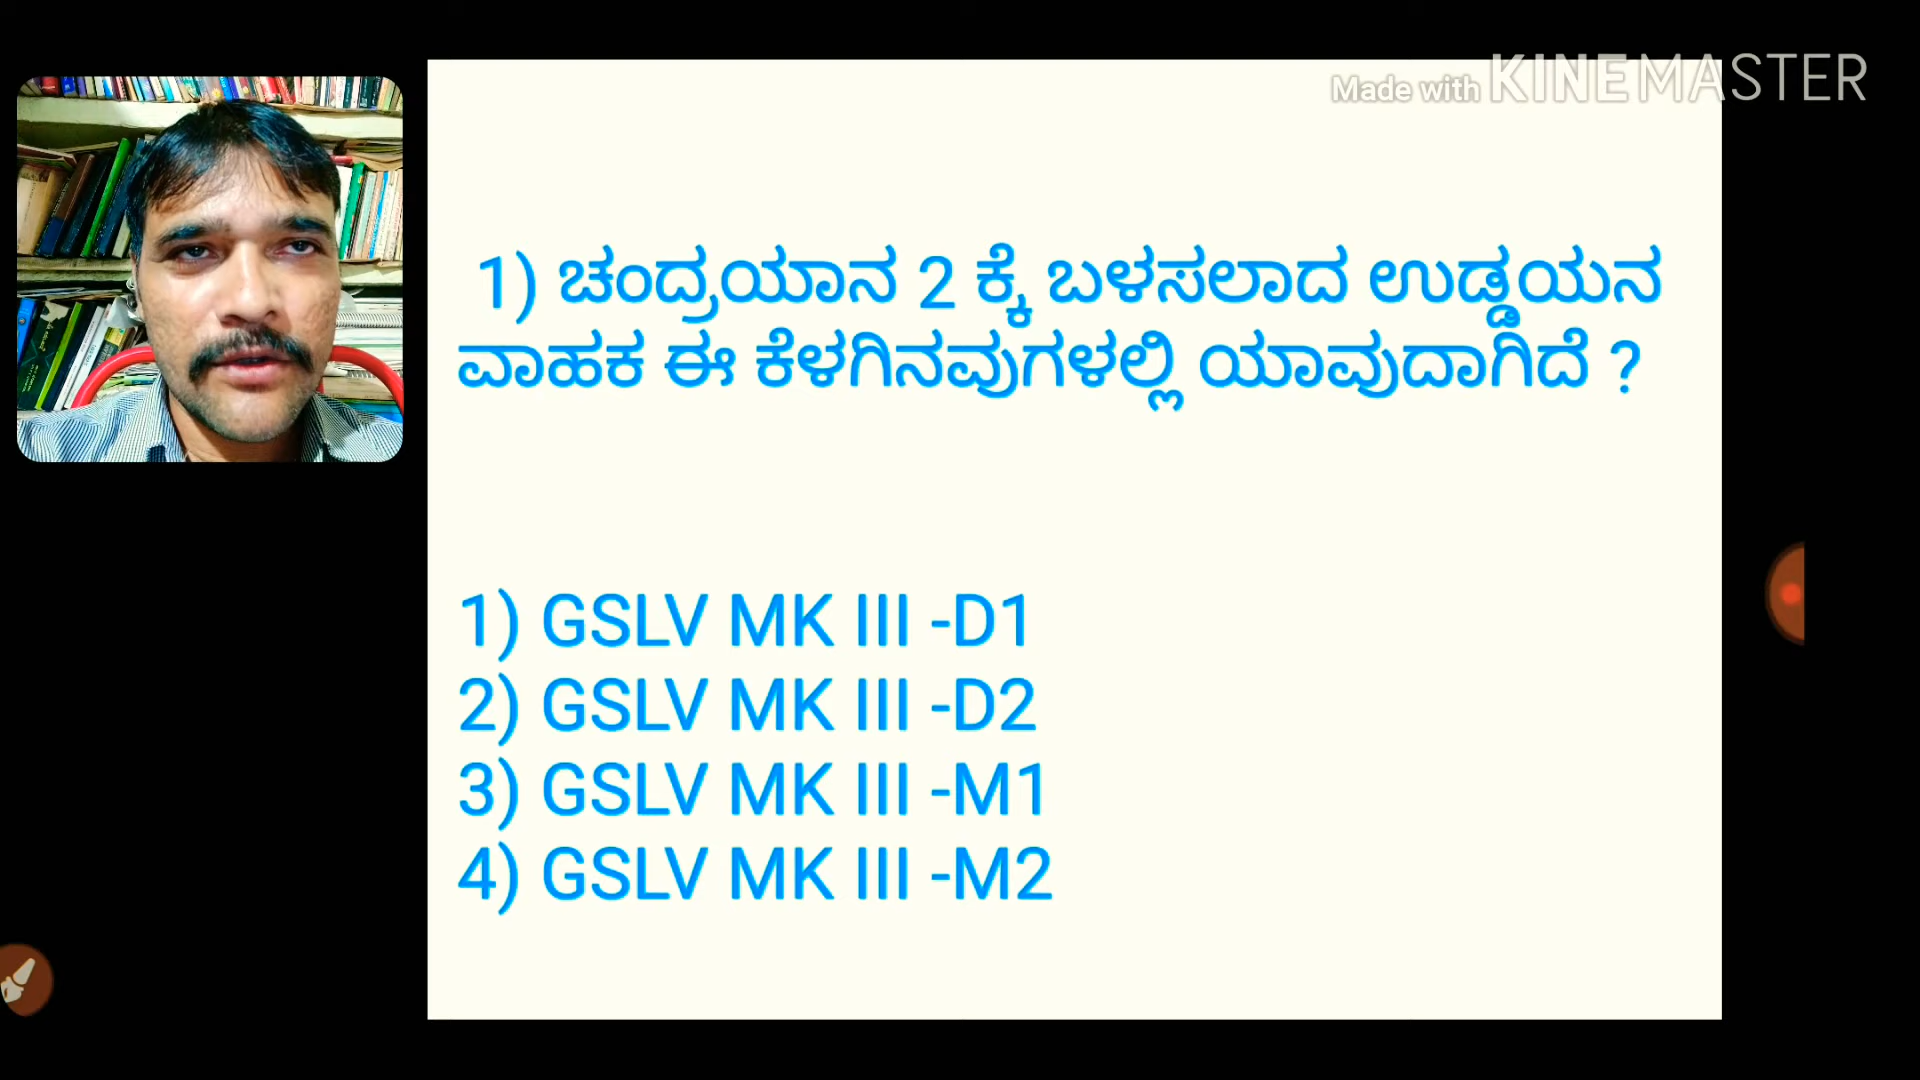 Made with KINEMASTER
1) ಚಂದ್ರಯಾನ 2 ಕ್ಕೆ ಬಳಸಲಾದ ಉಡ್ಡಯನ
ವಾಹಕ ಈ ಕೆಳಗಿನವುಗಳಲ್ಲಿ ಯಾವುದಾಗಿದೆ ?
1) GSLV MK III -D1
2) GSLV MK III -D2
3) GSLV MK III -M1
4) GSLV MK III -M2